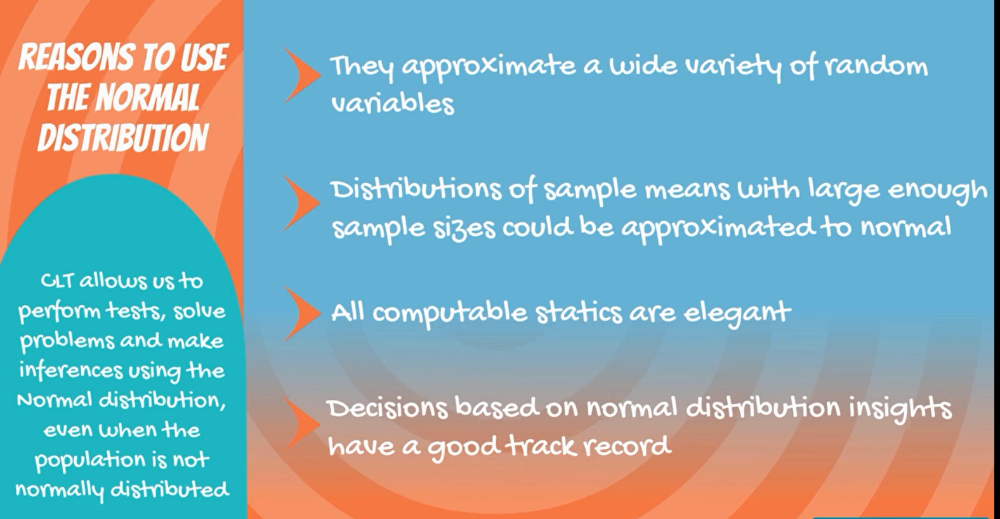 REASONS TO USE
THE NORMAL
DISTRIBUTION
CLT allows us to
perform tests, solve
problems and make
inferences using the
Normal distribution,
even when the
population is not
normally distributed
They approximate a wide variety of random
variables
Distributions of sample means with large enough
sample sizes could be approximated to normal
All computable statics are elegant
Decisions based on normal distribution insights
have a good track record